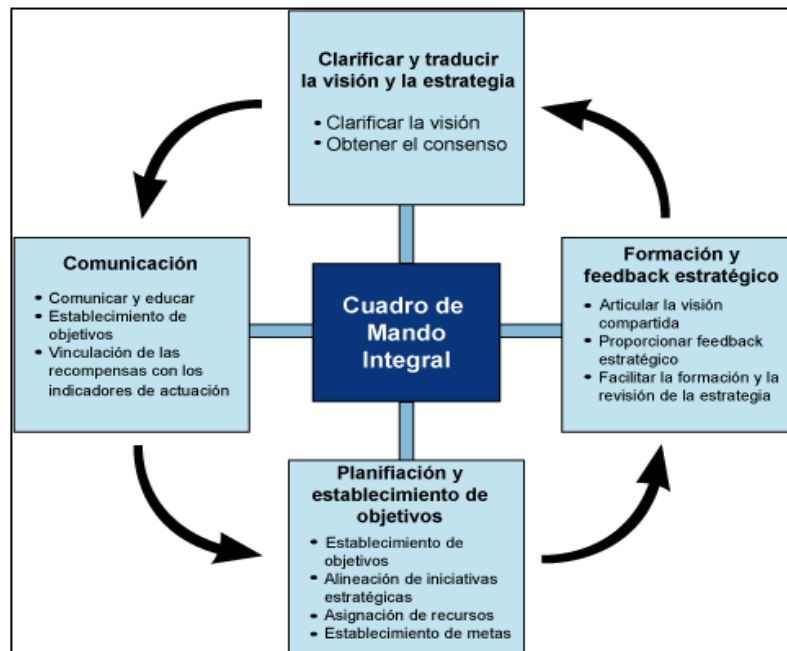 Clarificar y traducir
la visión y la estrategia
• Clarificar la visión
• Obtener el consenso
Comunicación
• Comunicar y educar
• Establecimiento de
objetivos
• Vinculación de las
recompensas con los
indicadores de actuación
Cuadro de
Mando
Integral
Formación y
feedback estratégico
• Articular la visión
compartida
• Proporcionar feedback
estratégico
• Facilitar la formación y la
revisión de la estrategia
Planifiación y
establecimiento de
objetivos
• Establecimiento de
objetivos
• Alineación de iniciativas
estratégicas
• Asignación de recursos
• Establecimiento de metas